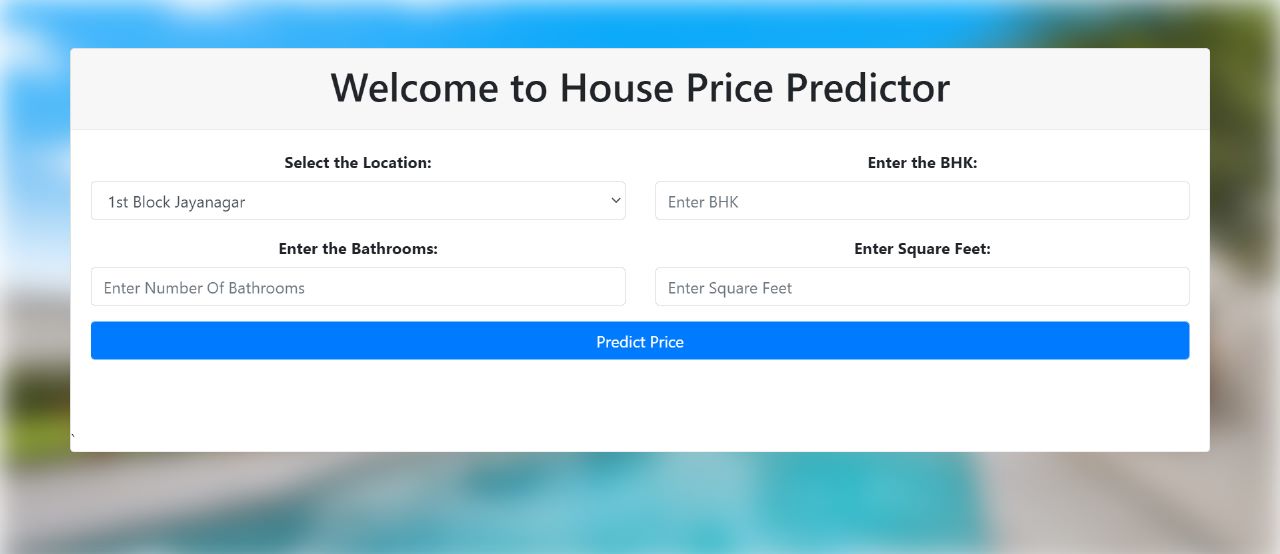 Welcome to House Price Predictor
Select the Location:
Enter the BHK:
1st Block Jayanagar
Enter BHK
Enter the Bathrooms:
Enter Square Feet:
Enter Number Of Bathrooms
Enter Square Feet
Predict Price
`